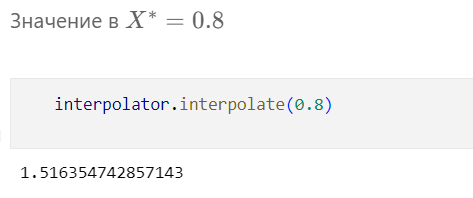 Значение в X* = 0.8
interpolator.interpolate(0.8)
1.516354742857143